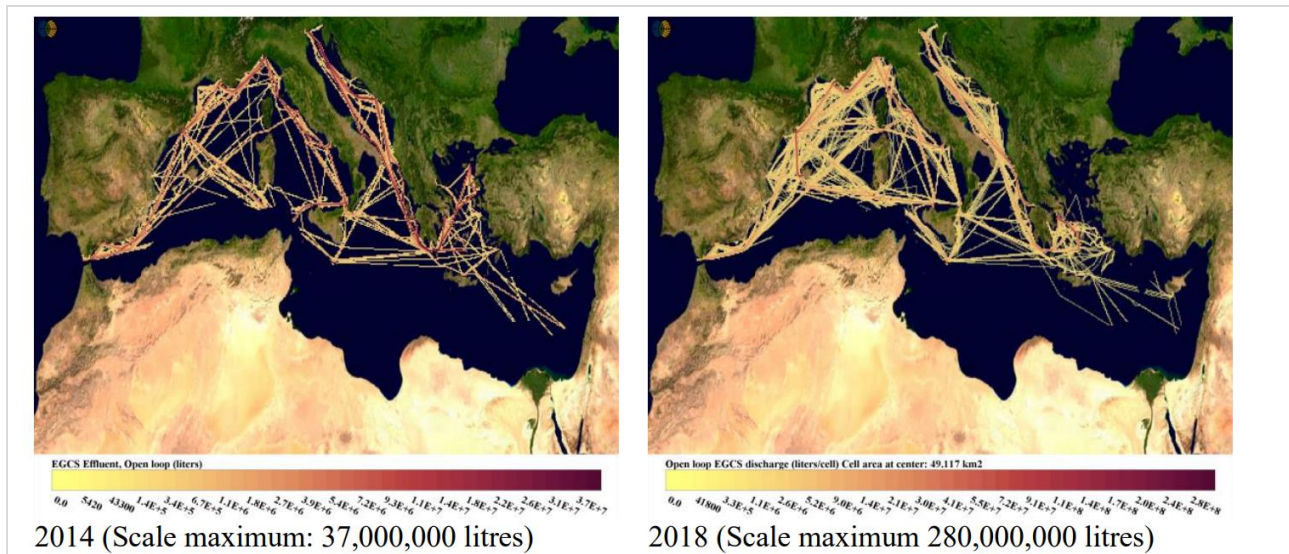 EGCS Effluent, Open loop (liters)
0.0 5420 43300 1.4E+5 3.4E+5 6.7E+5 1.1E+6 1.8E+6 2.7E+6 3.9E+6 5.4E+6 7.2E+6 9.3E+6 1.1E+7 1.4E+7 1.8E+7 2.2E+7 2.6E+7 3.1E+7 3.7E+7
2014 (Scale maximum: 37,000,000 litres)
Open loop EGCS discharge (liters/cell) Cell area at center: 49.117 km2
0.0 41800 3.3E+5 1.1E+6 2.6E+6 5.2E+6 9.0E+6 1.4E+7 2.1E+7 3.0E+7 4.1E+7 5.5E+7 7.2E+7 9.1E+7 1.1E+8 1.4E+8 1.7E+8 2.0E+8 2.4E+8 2.8E+8
2018 (Scale maximum 280,000,000 litres)